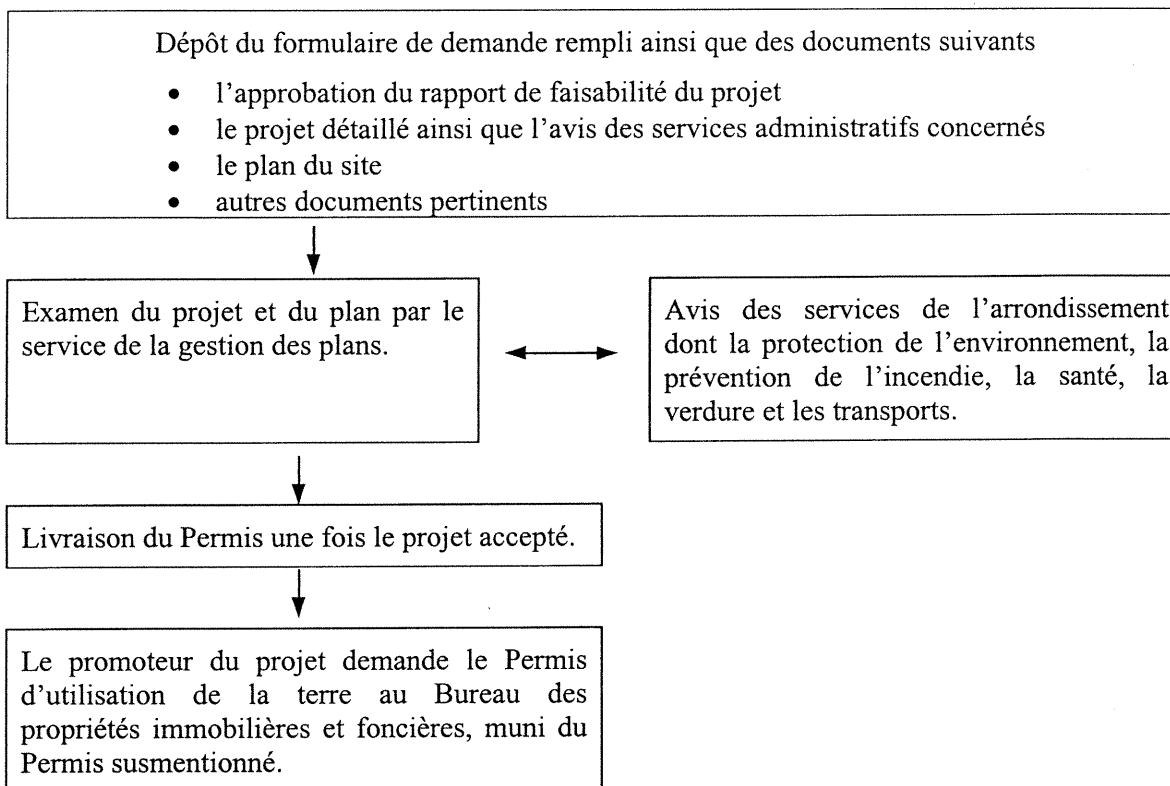 Dépôt du formulaire de demande rempli ainsi que des documents suivants
• l'approbation du rapport de faisabilité du projet
• le projet détaillé ainsi que l'avis des services administratifs concernés
• le plan du site
• autres documents pertinents
Examen du projet et du plan par le
service de la gestion des plans.
Avis des services de l'arrondissement
dont la protection de l'environnement, la
prévention de l'incendie, la santé, la
verdure et les transports.
Livraison du Permis une fois le projet accepté.
Le promoteur du projet demande le Permis
d'utilisation de la terre au Bureau des
propriétés immobilières et foncières, muni du
Permis susmentionné.